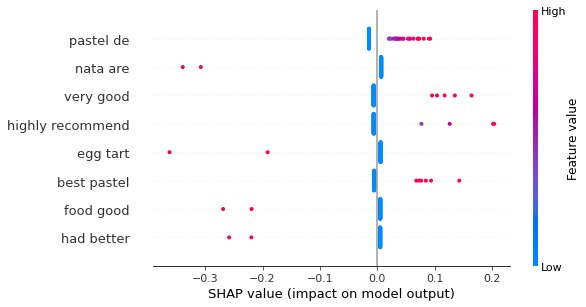 High
pastel de
nata are
very good
highly recommend
egg tart
best pastel
food good
had better
Low
Feature value
−0.3 −0.2 −0.1 0.0 0.1 0.2
SHAP value (impact on model output)